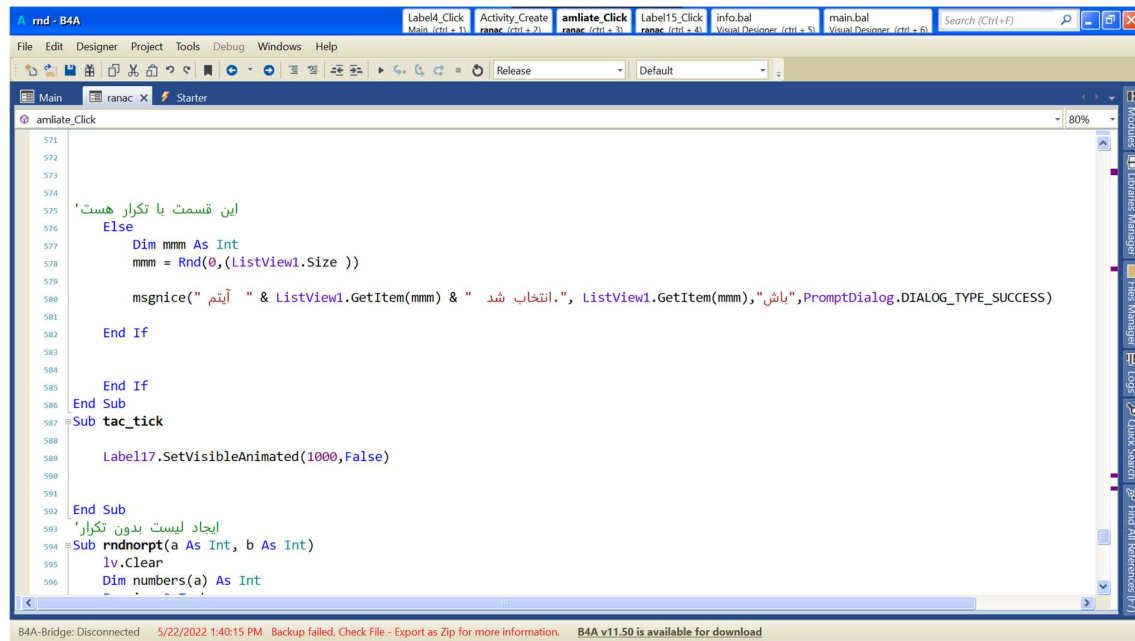 rnd - B4A
Label4_Click Activity_Create amliate_Click Label15_Click info.bal main.bal Search (Ctrl+F)
Main (ctrl + 1) ranac (ctrl + 2) ranac (ctrl + 3) ranac (ctrl + 4) Visual Designer (ctrl + 5) Visual Designer (ctrl + 6)
File Edit Designer Project Tools Debug Windows Help
Release Default
Main ranac Starter
amliate_Click 80%
571
572
573
574
575 'این قسمت با تکرار هست
576 Else
577 Dim mmm As Int
578 mmm = Rnd(0,(ListView1.Size ))
579
580 msgnice(" آیتم " & ListView1.GetItem(mmm) & " انتخاب شد.", ListView1.GetItem(mmm),"باش",PromptDialog.DIALOG_TYPE_SUCCESS)
581
582 End If
583
584
585 End If
586 End Sub
587 Sub tac_tick
588
589 Label17.SetVisibleAnimated(1000,False)
590
591
592 End Sub
593 'ایجاد لیست بدون تکرار
594 Sub rndnorpt(a As Int, b As Int)
595 lv.Clear
596 Dim numbers(a) As Int
Modules
Libraries Manager
Files Manager
Logs
Quick Search
Find All References (F7)
B4A-Bridge: Disconnected 5/22/2022 1:40:15 PM Backup failed, Check File - Export as Zip for more information. B4A v11.50 is available for download